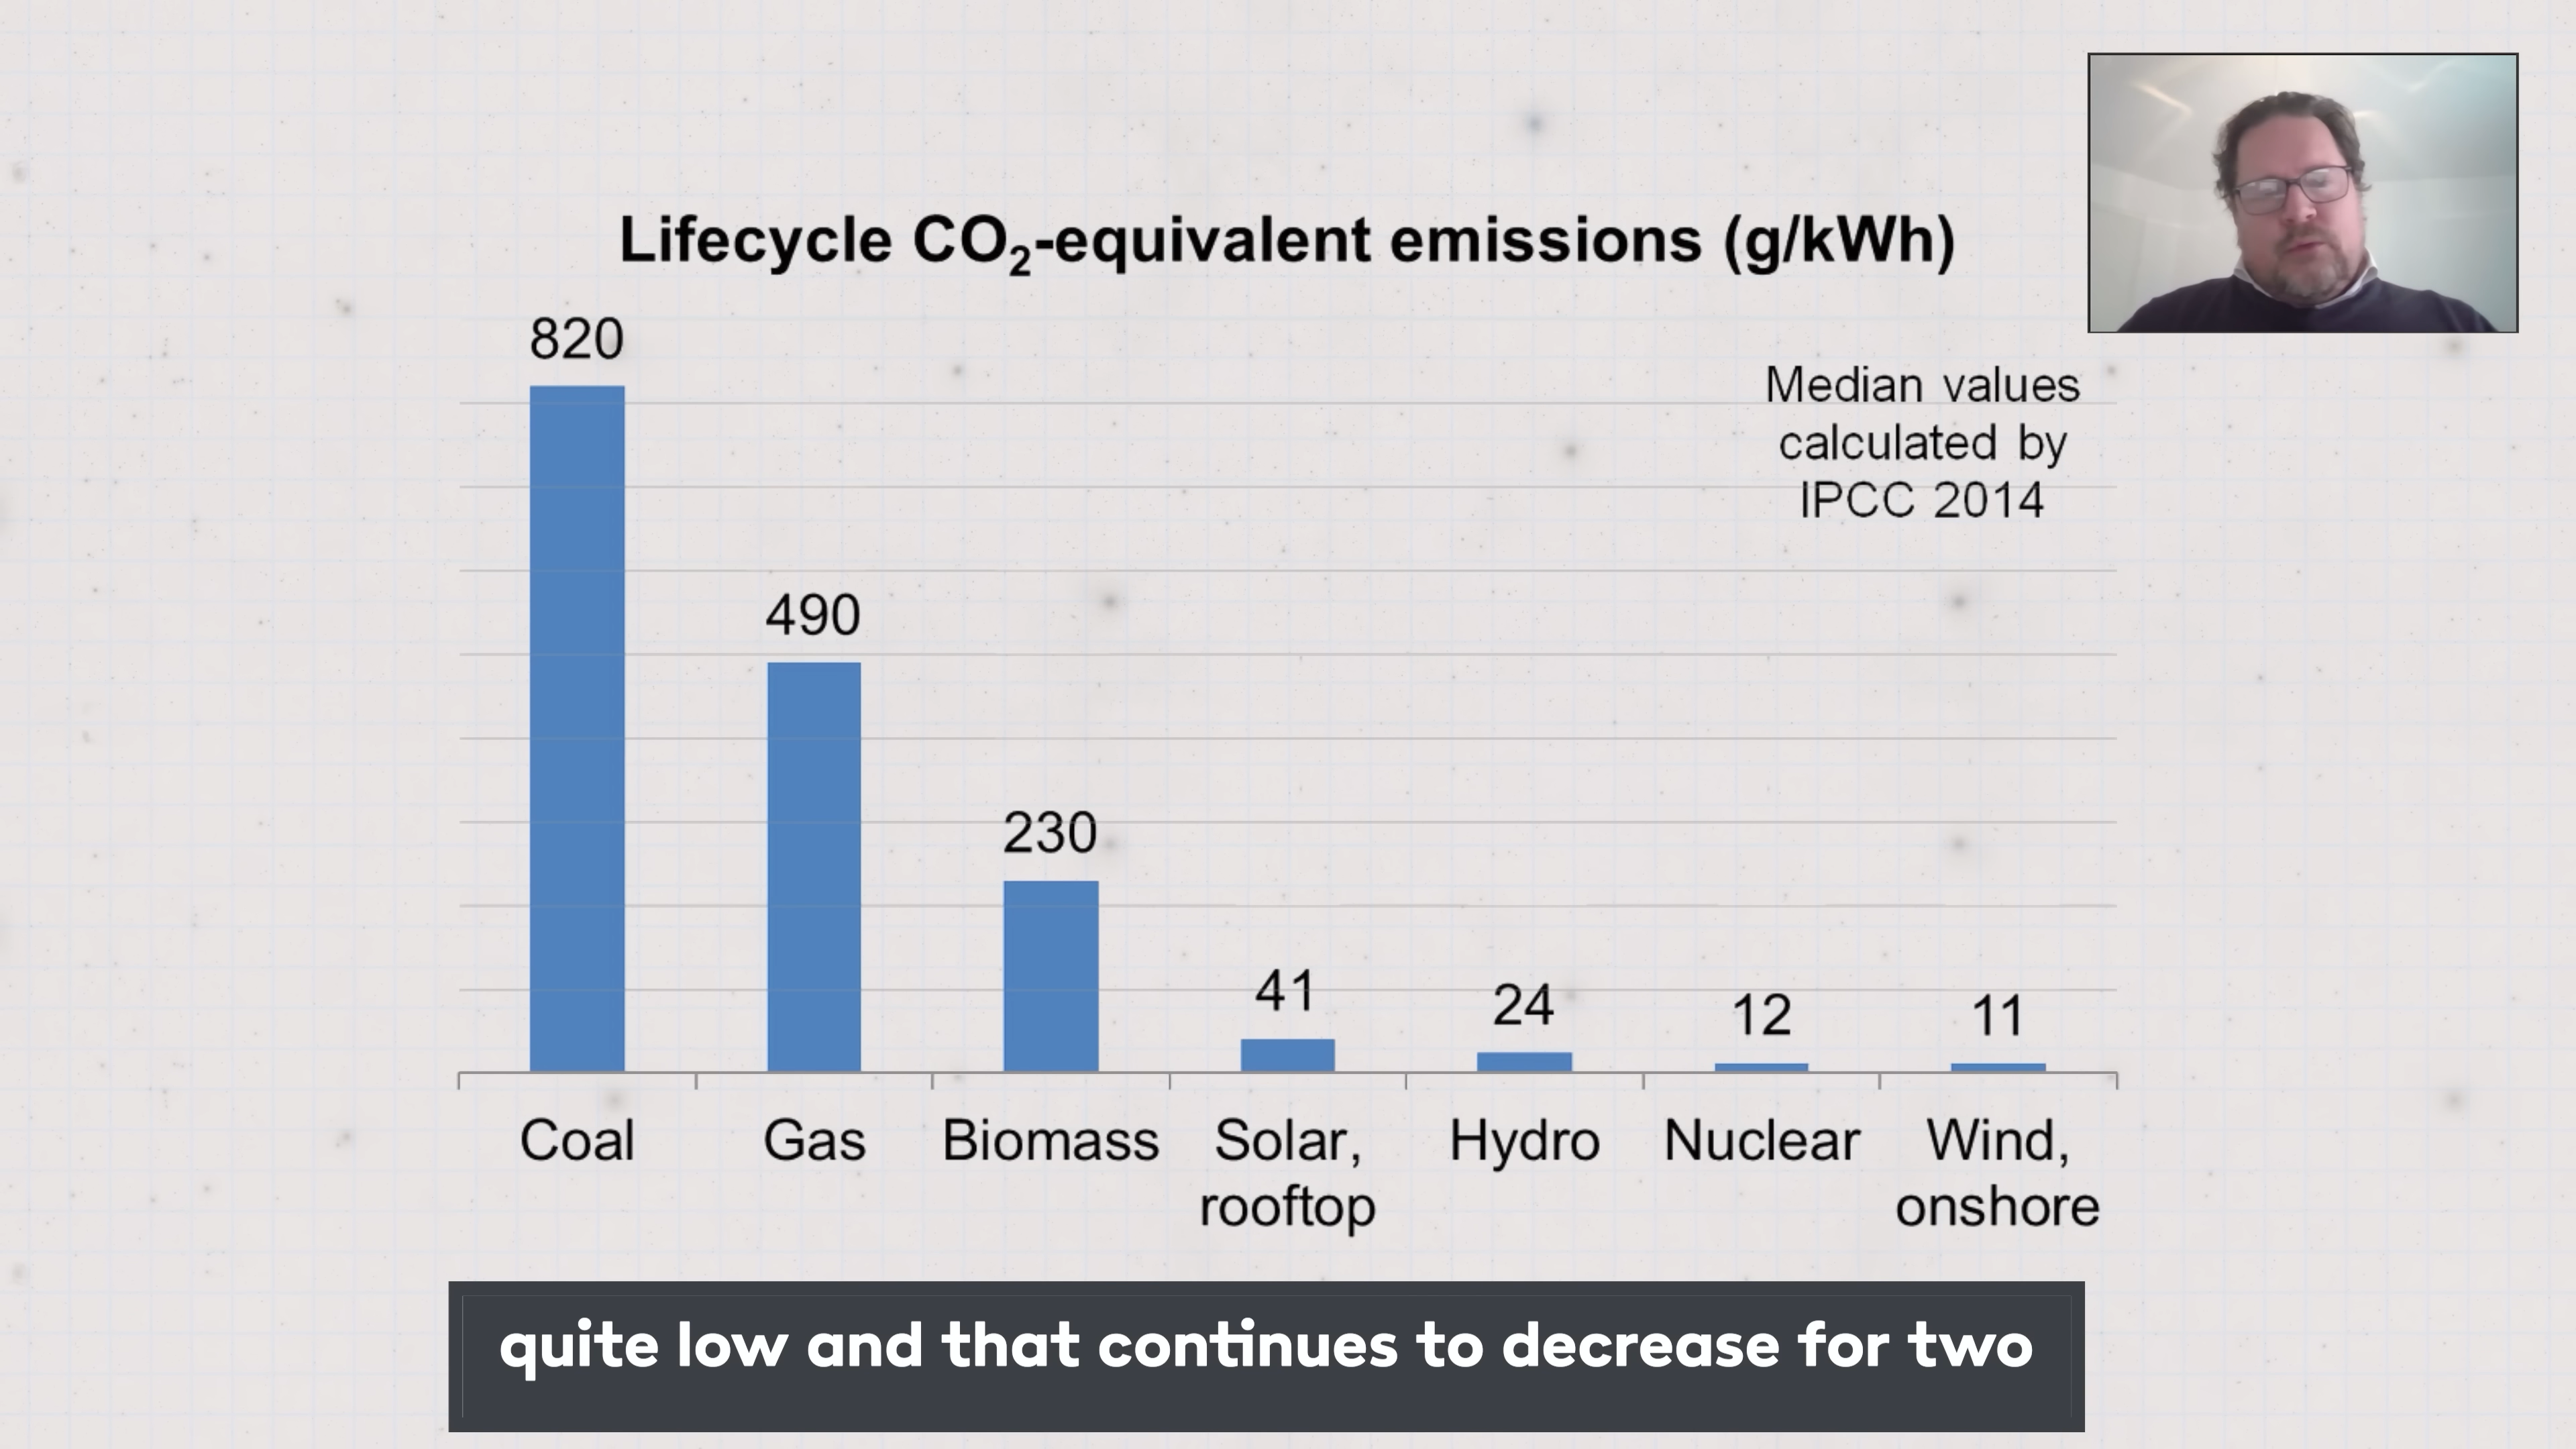 Lifecycle CO₂-equivalent emissions (g/kWh)
820
Median values
calculated by
IPCC 2014
490
230
41
24
12
11
Coal
Gas
Biomass
Solar,
rooftop
Hydro
Nuclear
Wind,
onshore
quite low and that continues to decrease for two